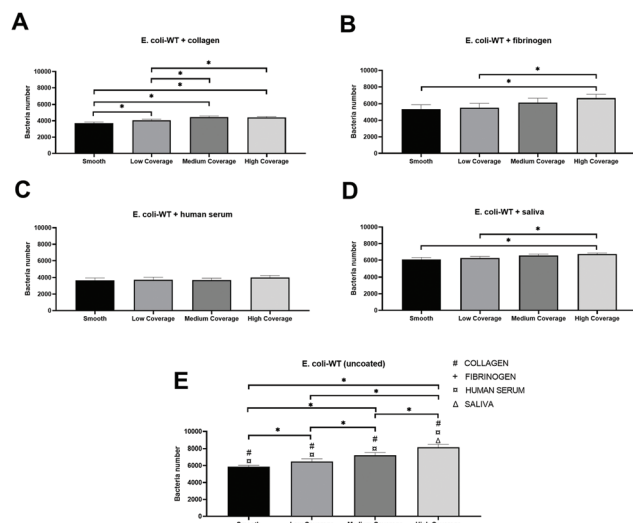 A
E. coli-WT + collagen
*
*
*
*
*
10000
8000
6000
4000
2000
0
Bacteria number
Smooth Low Coverage Medium Coverage High Coverage
B
E. coli-WT + fibrinogen
*
*
10000
8000
6000
4000
2000
0
Bacteria number
Smooth Low Coverage Medium Coverage High Coverage
C
E. coli-WT + human serum
10000
8000
6000
4000
2000
0
Bacteria number
Smooth Low Coverage Medium Coverage High Coverage
D
E. coli-WT + saliva
*
*
10000
8000
6000
4000
2000
0
Bacteria number
Smooth Low Coverage Medium Coverage High Coverage
E
E. coli-WT (uncoated)
# COLLAGEN
+ FIBRINOGEN
¤ HUMAN SERUM
Δ SALIVA
*
*
*
*
*
*
#
¤
#
¤
#
¤
#
¤
Δ
10000
8000
6000
4000
2000
0
Bacteria number